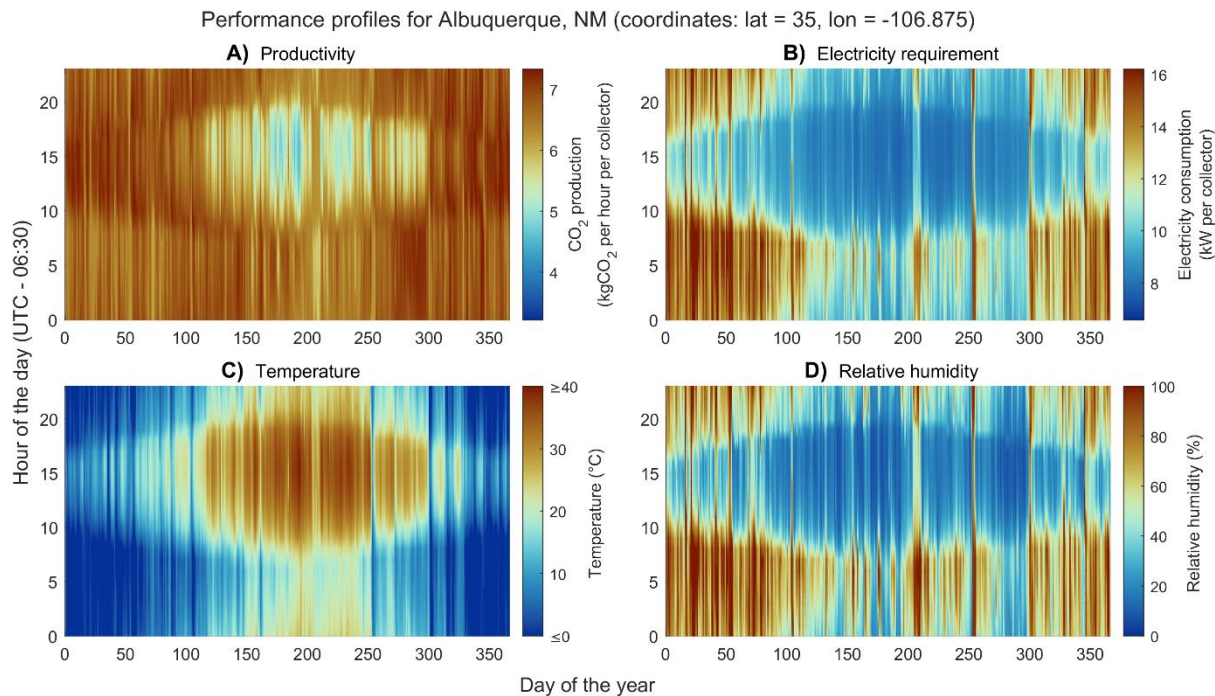 Performance profiles for Albuquerque, NM (coordinates: lat = 35, lon = -106.875)
A) Productivity
20
15
10
5
0
0 50 100 150 200 250 300 350
7
6
5
4
CO2 production
(kgCO2 per hour per collector)
B) Electricity requirement
20
15
10
5
0
0 50 100 150 200 250 300 350
16
14
12
10
8
Electricity consumption
(kW per collector)
Hour of the day (UTC - 06:30)
C) Temperature
20
15
10
5
0
0 50 100 150 200 250 300 350
≥40
30
20
10
≤0
Temperature (°C)
D) Relative humidity
20
15
10
5
0
0 50 100 150 200 250 300 350
100
80
60
40
20
0
Relative humidity (%)
Day of the year